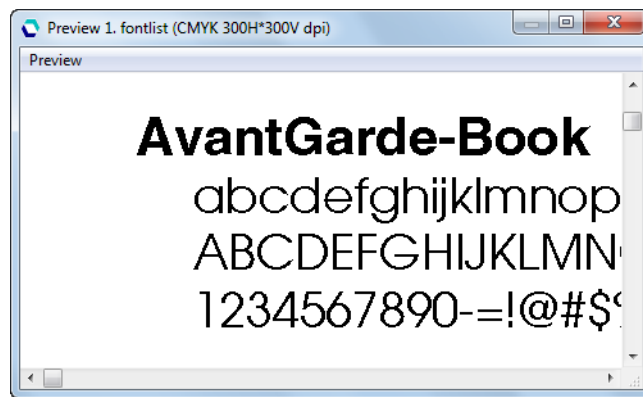 Preview 1. fontlist (CMYK 300H*300V dpi)
Preview
AvantGarde-Book
abcdefghijklmnop
ABCDEFGHIJKLMN
1234567890-=!@#$